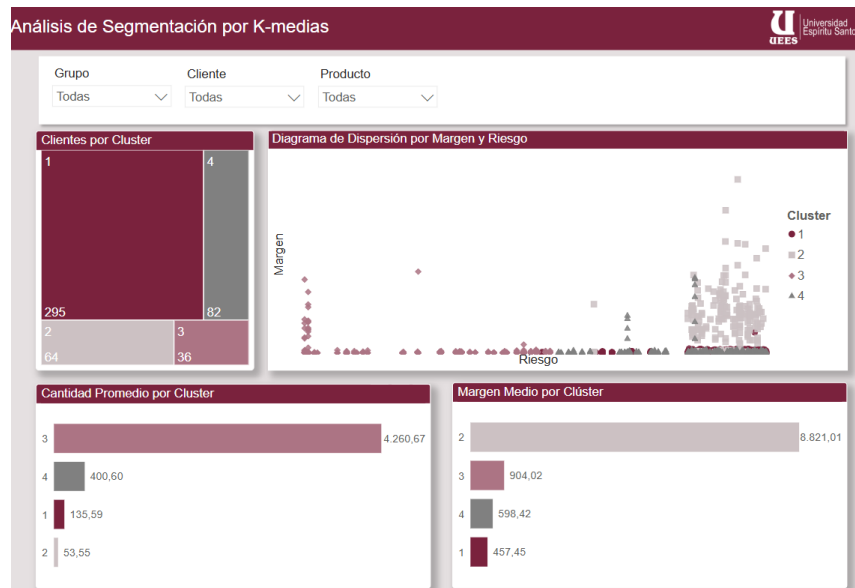 Análisis de Segmentación por K-medias
UEES
Universidad
Espíritu Santo
Grupo
Cliente
Producto
Todas
Todas
Todas
Clientes por Cluster
1
4
295
82
2
3
64
36
Diagrama de Dispersión por Margen y Riesgo
Margen
Riesgo
Cluster
1
2
3
4
Cantidad Promedio por Cluster
3 4.260,67
4 400,60
1 135,59
2 53,55
Margen Medio por Clúster
2 8.821,01
3 904,02
4 598,42
1 457,45